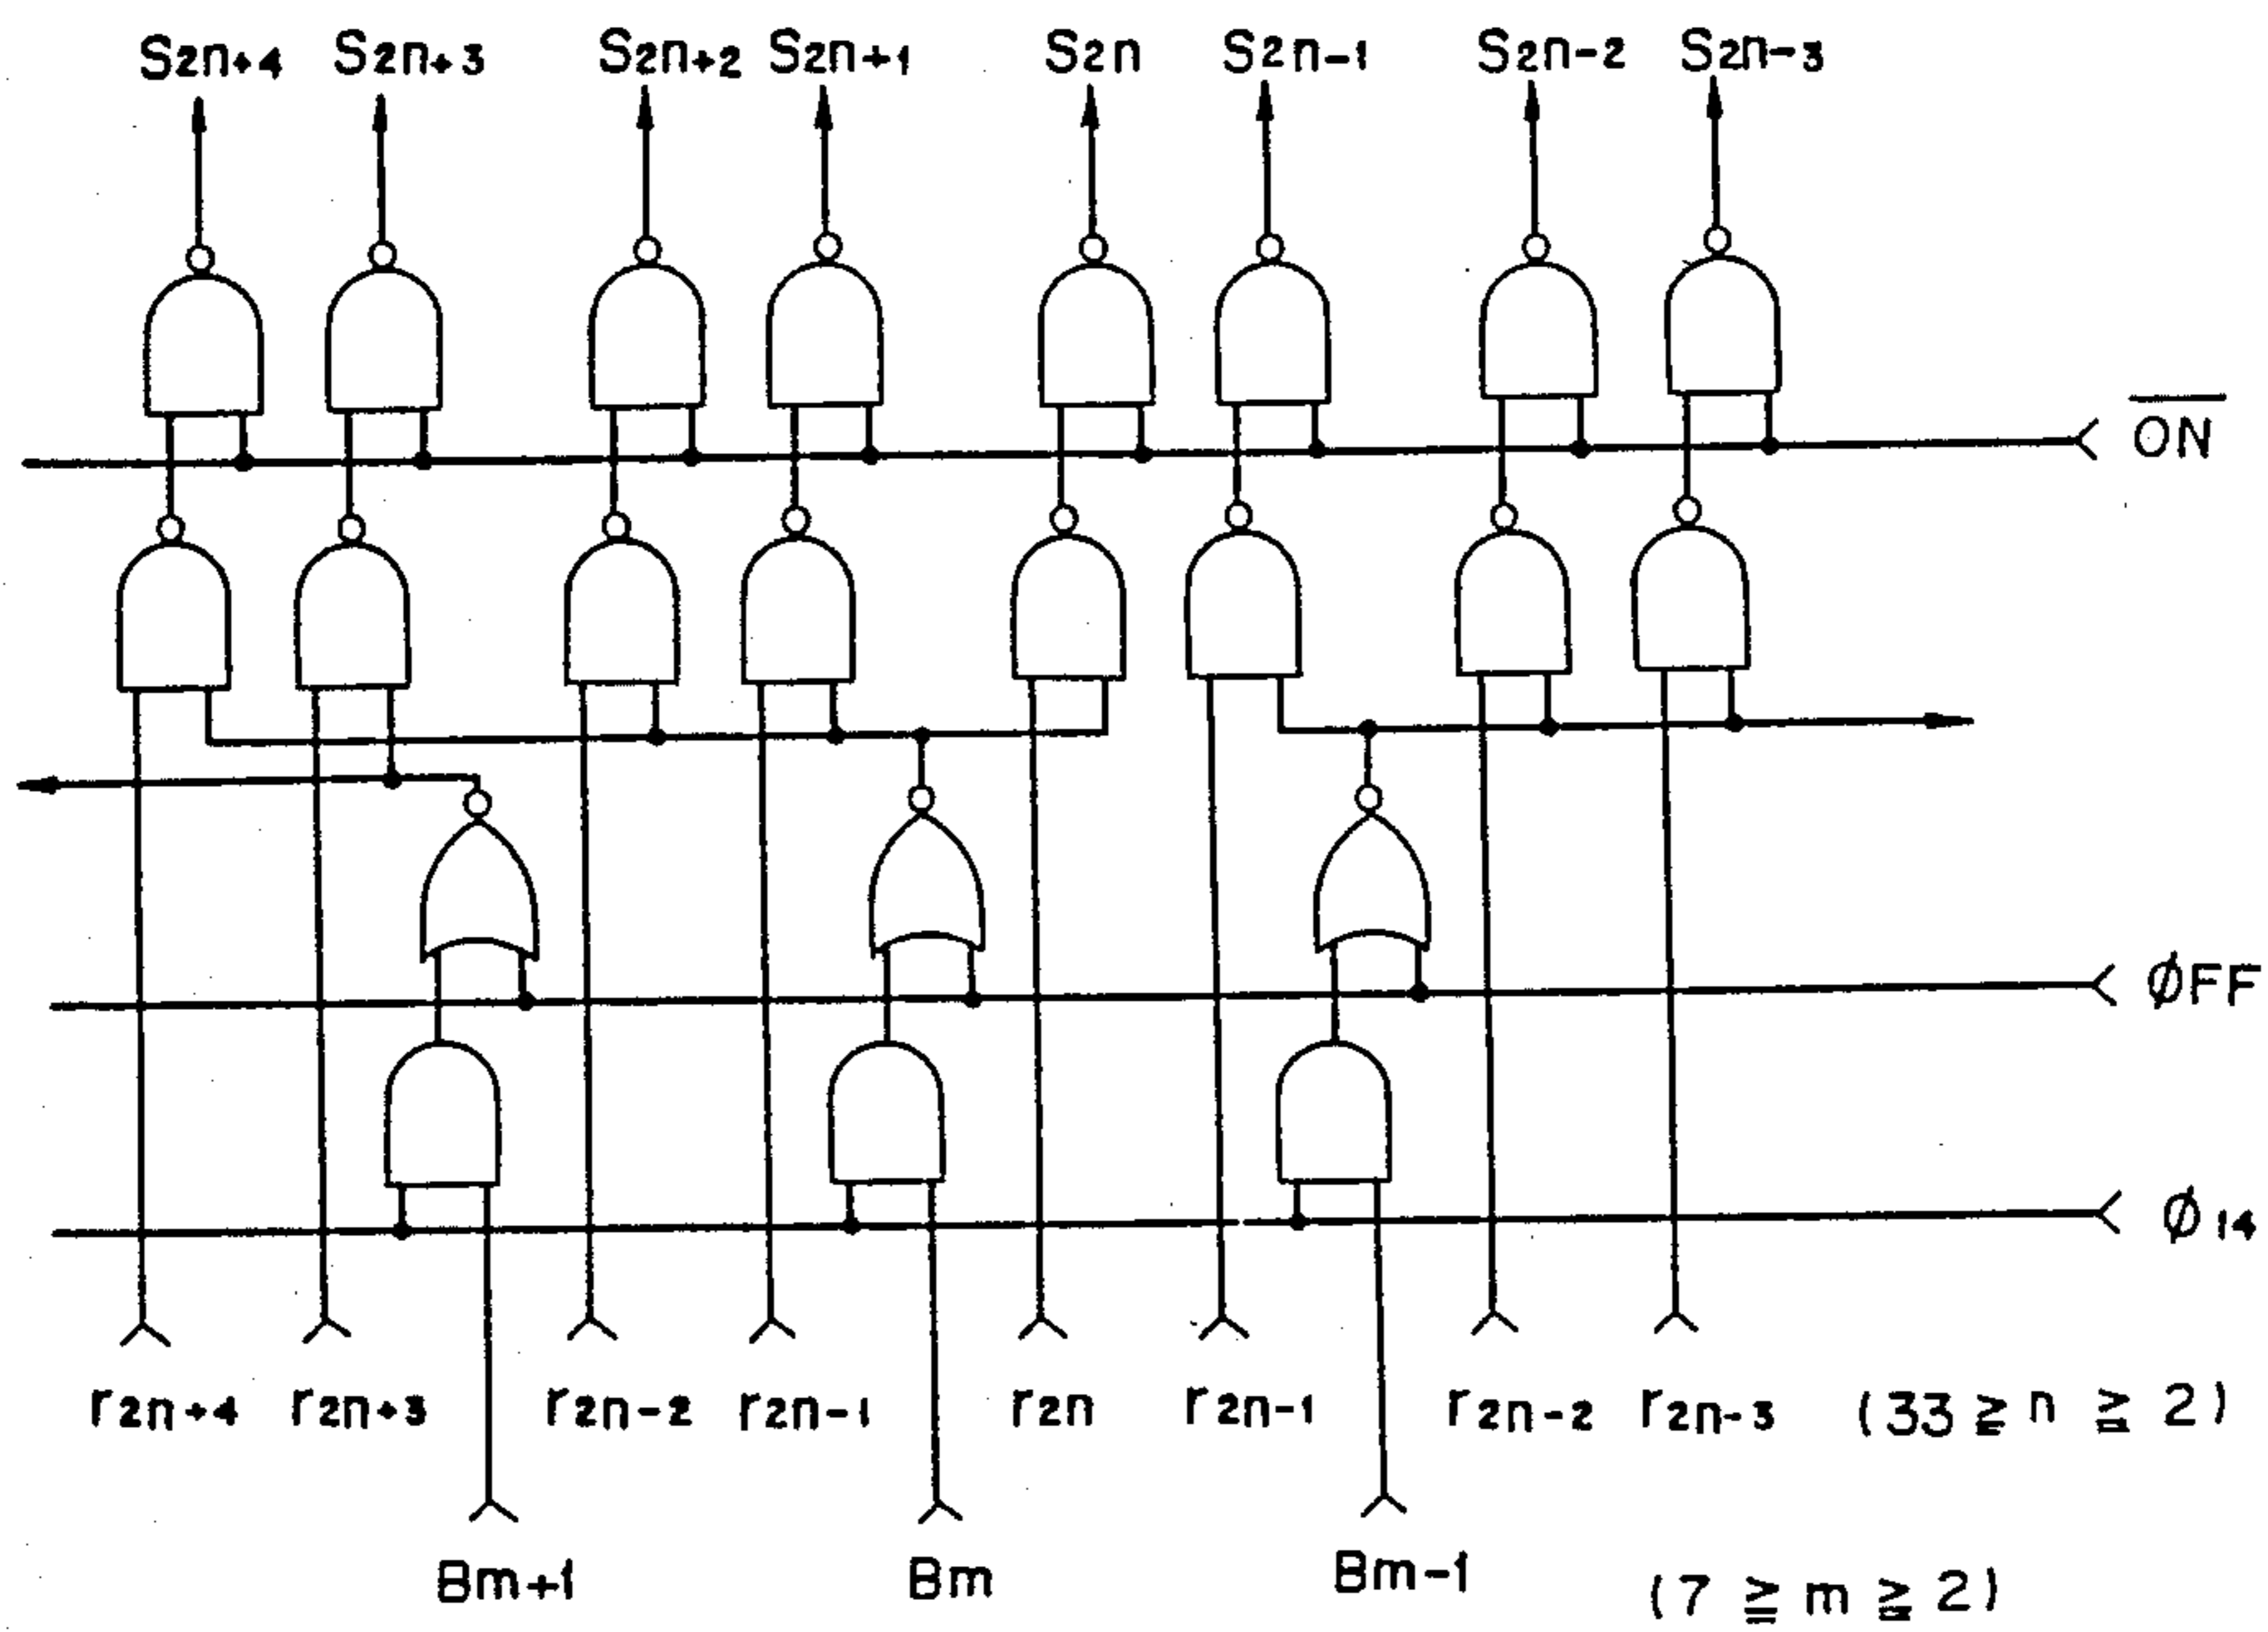 S2n+4 S2n+3 S2n+2 S2n+1 S2n S2n-1 S2n-2 S2n-3
O̅N̅
ØFF
Ø14
r2n+4 r2n+3 r2n-2 r2n-1 r2n r2n-1 r2n-2 r2n-3 (33 ≧ n ≧ 2)
Bm+1 Bm Bm-1 (7 ≧ m ≧ 2)